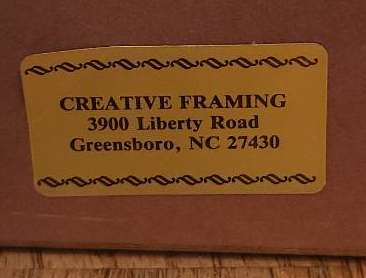 CREATIVE FRAMING
3900 Liberty Road
Greensboro, NC 27430